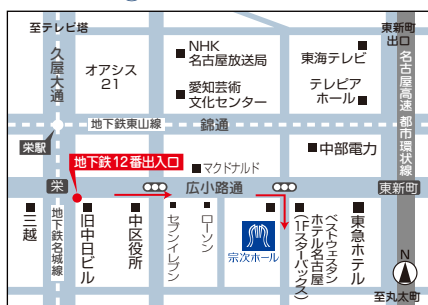 至テレビ塔
久屋大通
オアシス
21
NHK
名古屋放送局
愛知芸術
文化センター
東海テレビ
テレピア
ホール
東新町
出口
名古屋高速 都市環状線
地下鉄東山線
錦通
栄駅
地下鉄12番出入口
マクドナルド
中部電力
栄
広小路通
東新町
三越
地下鉄名城線
旧中日ビル
中区役所
セブンイレブン
ローソン
宗次ホール
ベストウェスタン
ホテル名古屋
(1Fスターバックス)
東急ホテル
N
至丸太町